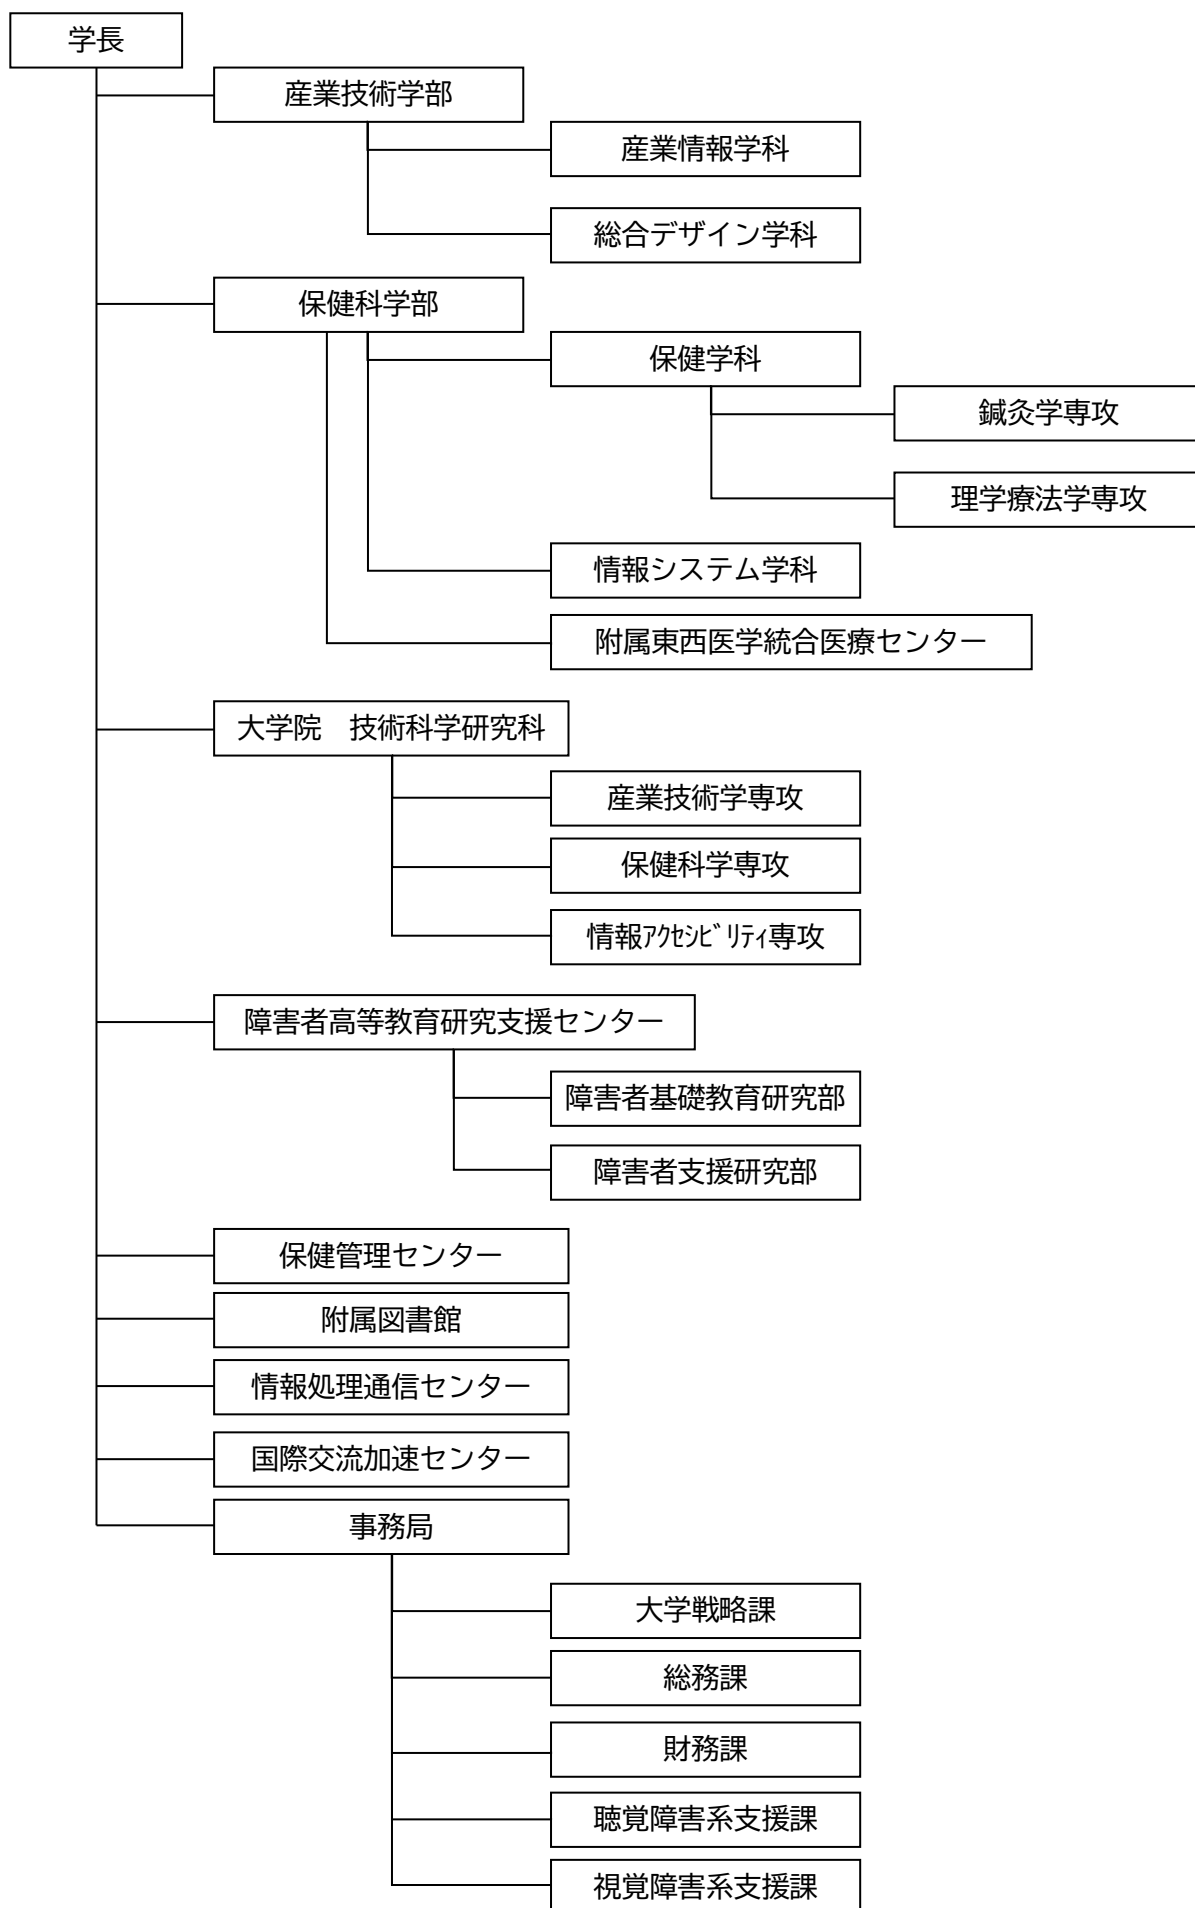 学長
産業技術学部
産業情報学科
総合デザイン学科
保健科学部
保健学科
鍼灸学専攻
理学療法学専攻
情報システム学科
附属東西医学統合医療センター
大学院　技術科学研究科
産業技術学専攻
保健科学専攻
情報ｱｸｾｼﾋﾞﾘﾃｨ専攻
障害者高等教育研究支援センター
障害者基礎教育研究部
障害者支援研究部
保健管理センター
附属図書館
情報処理通信センター
国際交流加速センター
事務局
大学戦略課
総務課
財務課
聴覚障害系支援課
視覚障害系支援課